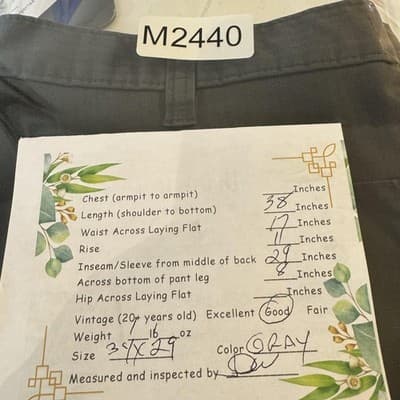 M2440
Chest (armpit to armpit) Inches
Length (shoulder to bottom) 38 Inches
Waist Across Laying Flat 17 Inches
Rise 11 Inches
Inseam/Sleeve from middle of back 29 Inches
Across bottom of pant leg 8 Inches
Hip Across Laying Flat Inches
Vintage (20+ years old) Excellent Good Fair
Weight 1 lb oz
Size 34 X 29 Color GRAY
Measured and inspected by